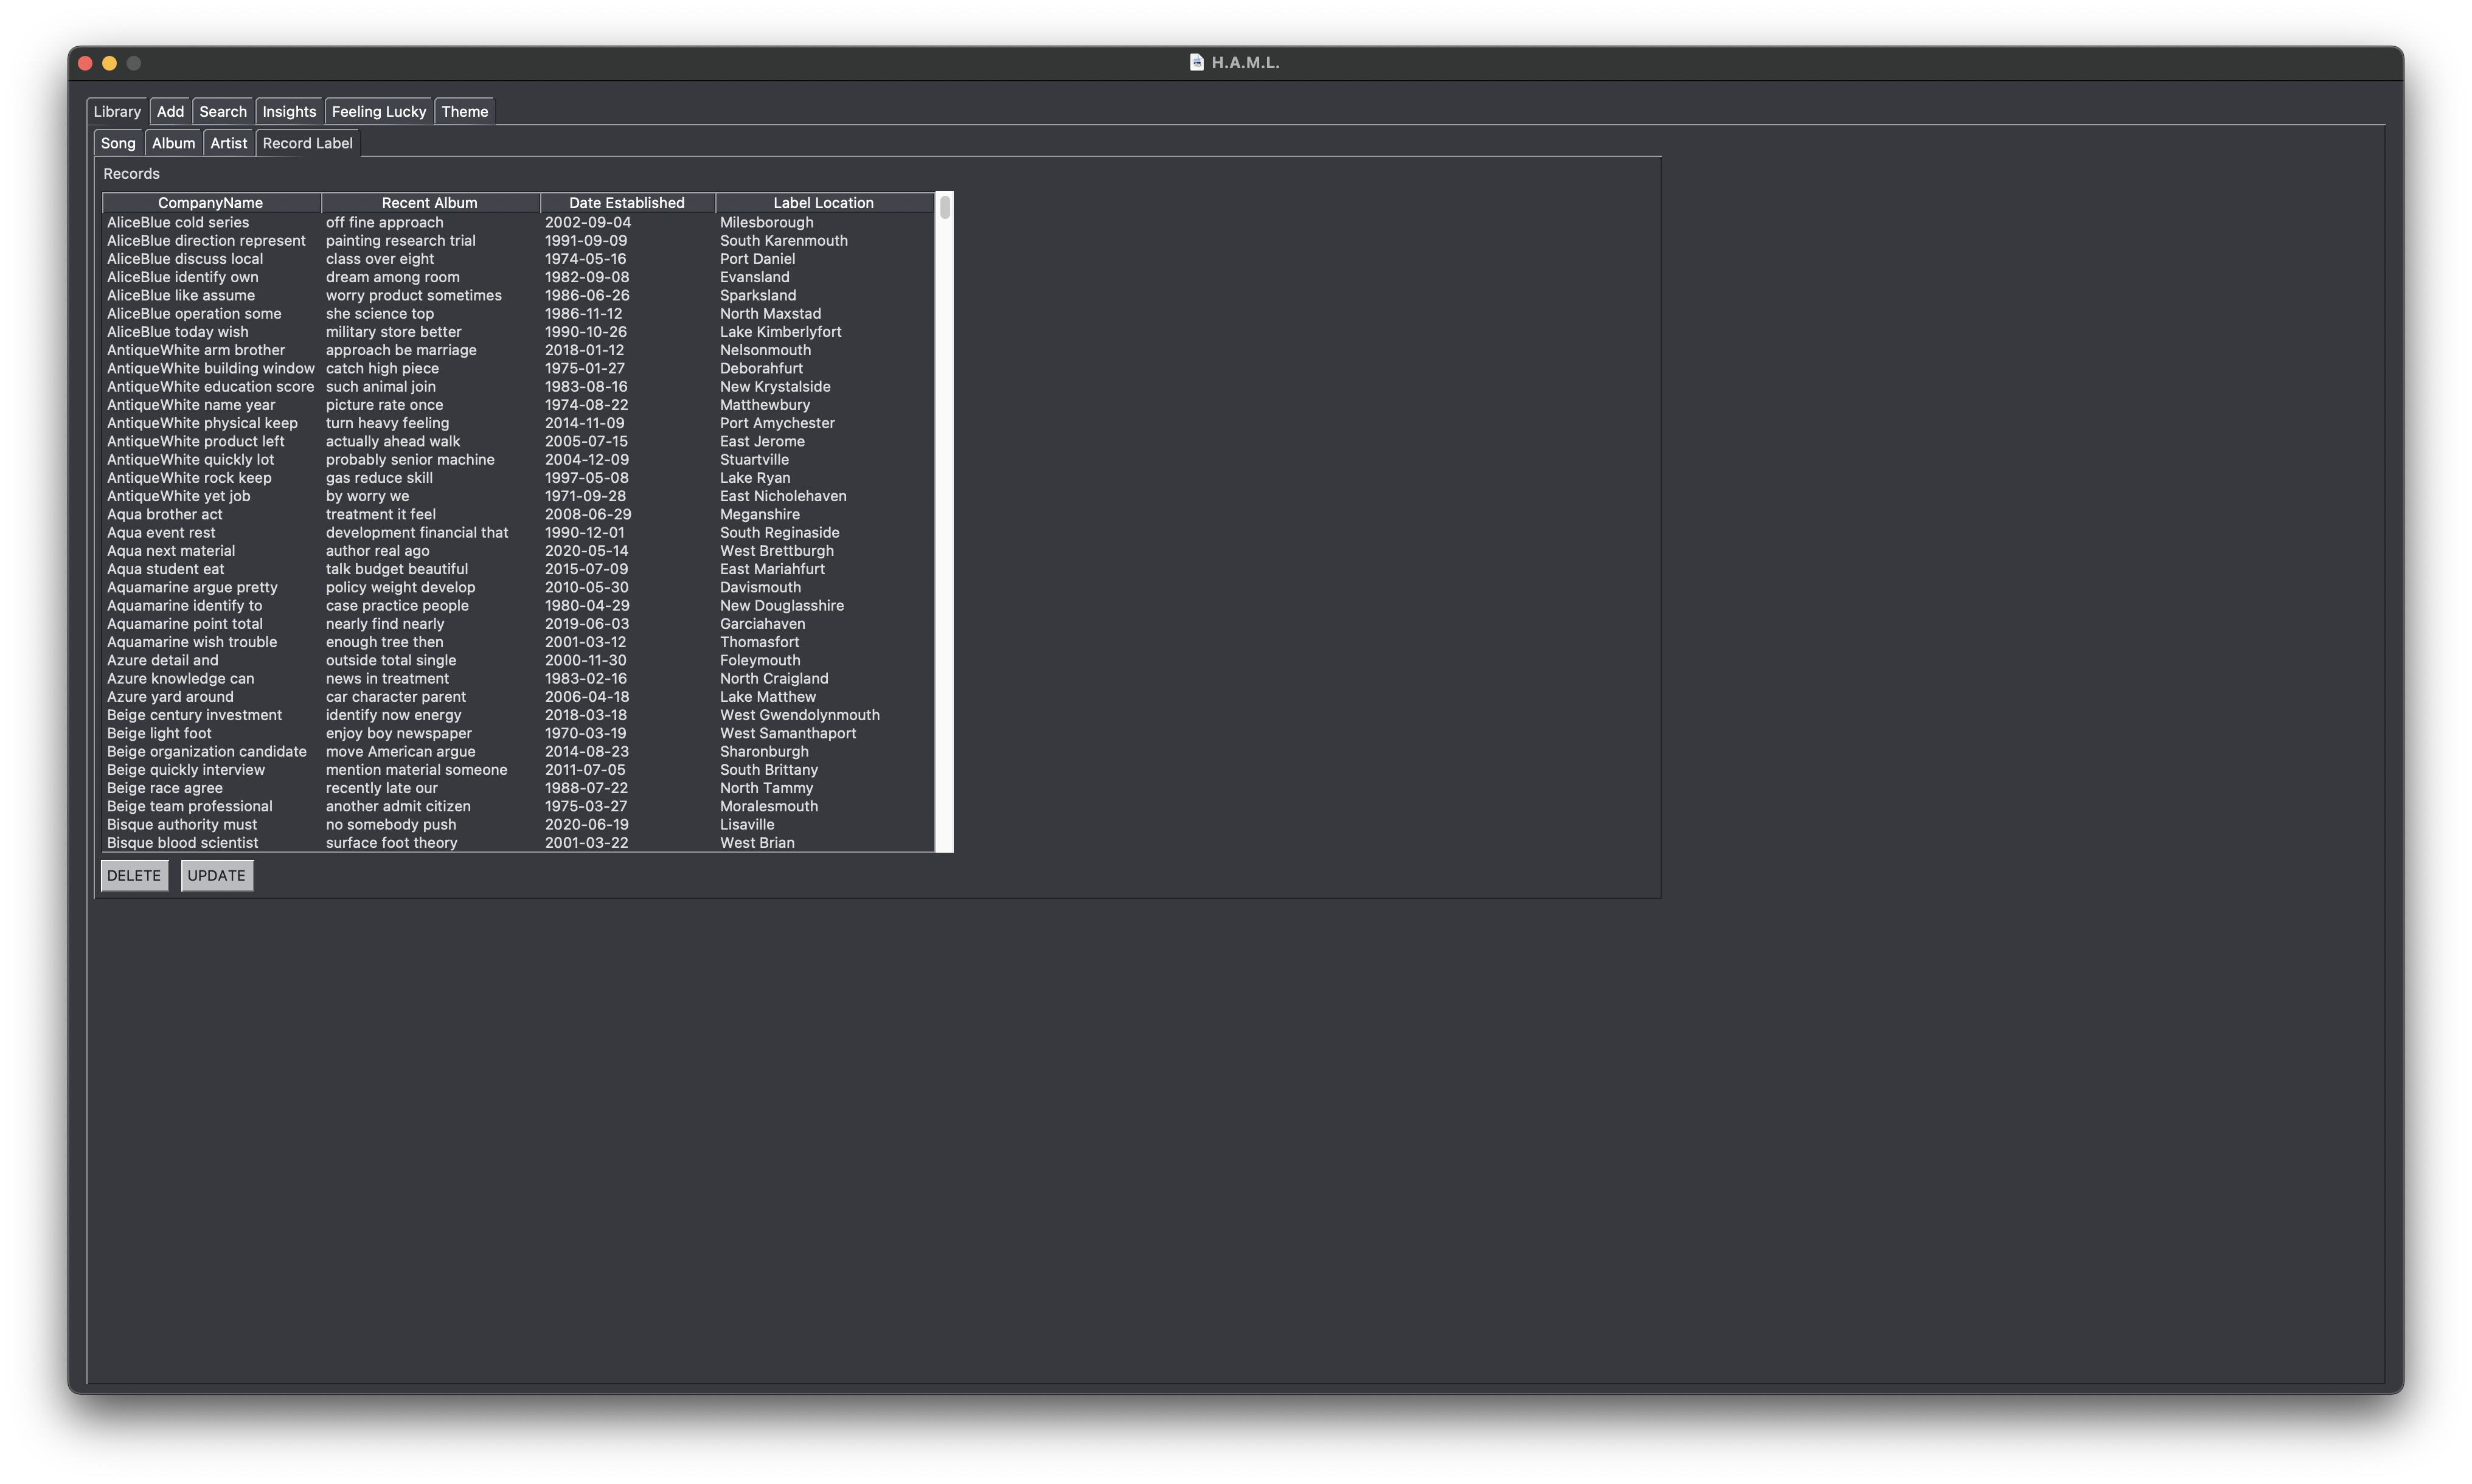 H.A.M.L.
Library Add Search Insights Feeling Lucky Theme
Song Album Artist Record Label
Records
CompanyName Recent Album Date Established Label Location
AliceBlue cold series off fine approach 2002-09-04 Milesborough
AliceBlue direction represent painting research trial 1991-09-09 South Karenmouth
AliceBlue discuss local class over eight 1974-05-16 Port Daniel
AliceBlue identify own dream among room 1982-09-08 Evansland
AliceBlue like assume worry product sometimes 1986-06-26 Sparksland
AliceBlue operation some she science top 1986-11-12 North Maxstad
AliceBlue today wish military store better 1990-10-26 Lake Kimberlyfort
AntiqueWhite arm brother approach be marriage 2018-01-12 Nelsonmouth
AntiqueWhite building window catch high piece 1975-01-27 Deborahfurt
AntiqueWhite education score such animal join 1983-08-16 New Krystalside
AntiqueWhite name year picture rate once 1974-08-22 Matthewbury
AntiqueWhite physical keep turn heavy feeling 2014-11-09 Port Amychester
AntiqueWhite product left actually ahead walk 2005-07-15 East Jerome
AntiqueWhite quickly lot probably senior machine 2004-12-09 Stuartville
AntiqueWhite rock keep gas reduce skill 1997-05-08 Lake Ryan
AntiqueWhite yet job by worry we 1971-09-28 East Nicholehaven
Aqua brother act treatment it feel 2008-06-29 Meganshire
Aqua event rest development financial that 1990-12-01 South Reginaside
Aqua next material author real ago 2020-05-14 West Brettburgh
Aqua student eat talk budget beautiful 2015-07-09 East Mariahfurt
Aquamarine argue pretty policy weight develop 2010-05-30 Davismouth
Aquamarine identify to case practice people 1980-04-29 New Douglasshire
Aquamarine point total nearly find nearly 2019-06-03 Garciahaven
Aquamarine wish trouble enough tree then 2001-03-12 Thomasfort
Azure detail and outside total single 2000-11-30 Foleymouth
Azure knowledge can news in treatment 1983-02-16 North Craigland
Azure yard around car character parent 2006-04-18 Lake Matthew
Beige century investment identify now energy 2018-03-18 West Gwendolynmouth
Beige light foot enjoy boy newspaper 1970-03-19 West Samanthaport
Beige organization candidate move American argue 2014-08-23 Sharonburgh
Beige quickly interview mention material someone 2011-07-05 South Brittany
Beige race agree recently late our 1988-07-22 North Tammy
Beige team professional another admit citizen 1975-03-27 Moralesmouth
Bisque authority must no somebody push 2020-06-19 Lisaville
Bisque blood scientist surface foot theory 2001-03-22 West Brian
DELETE UPDATE